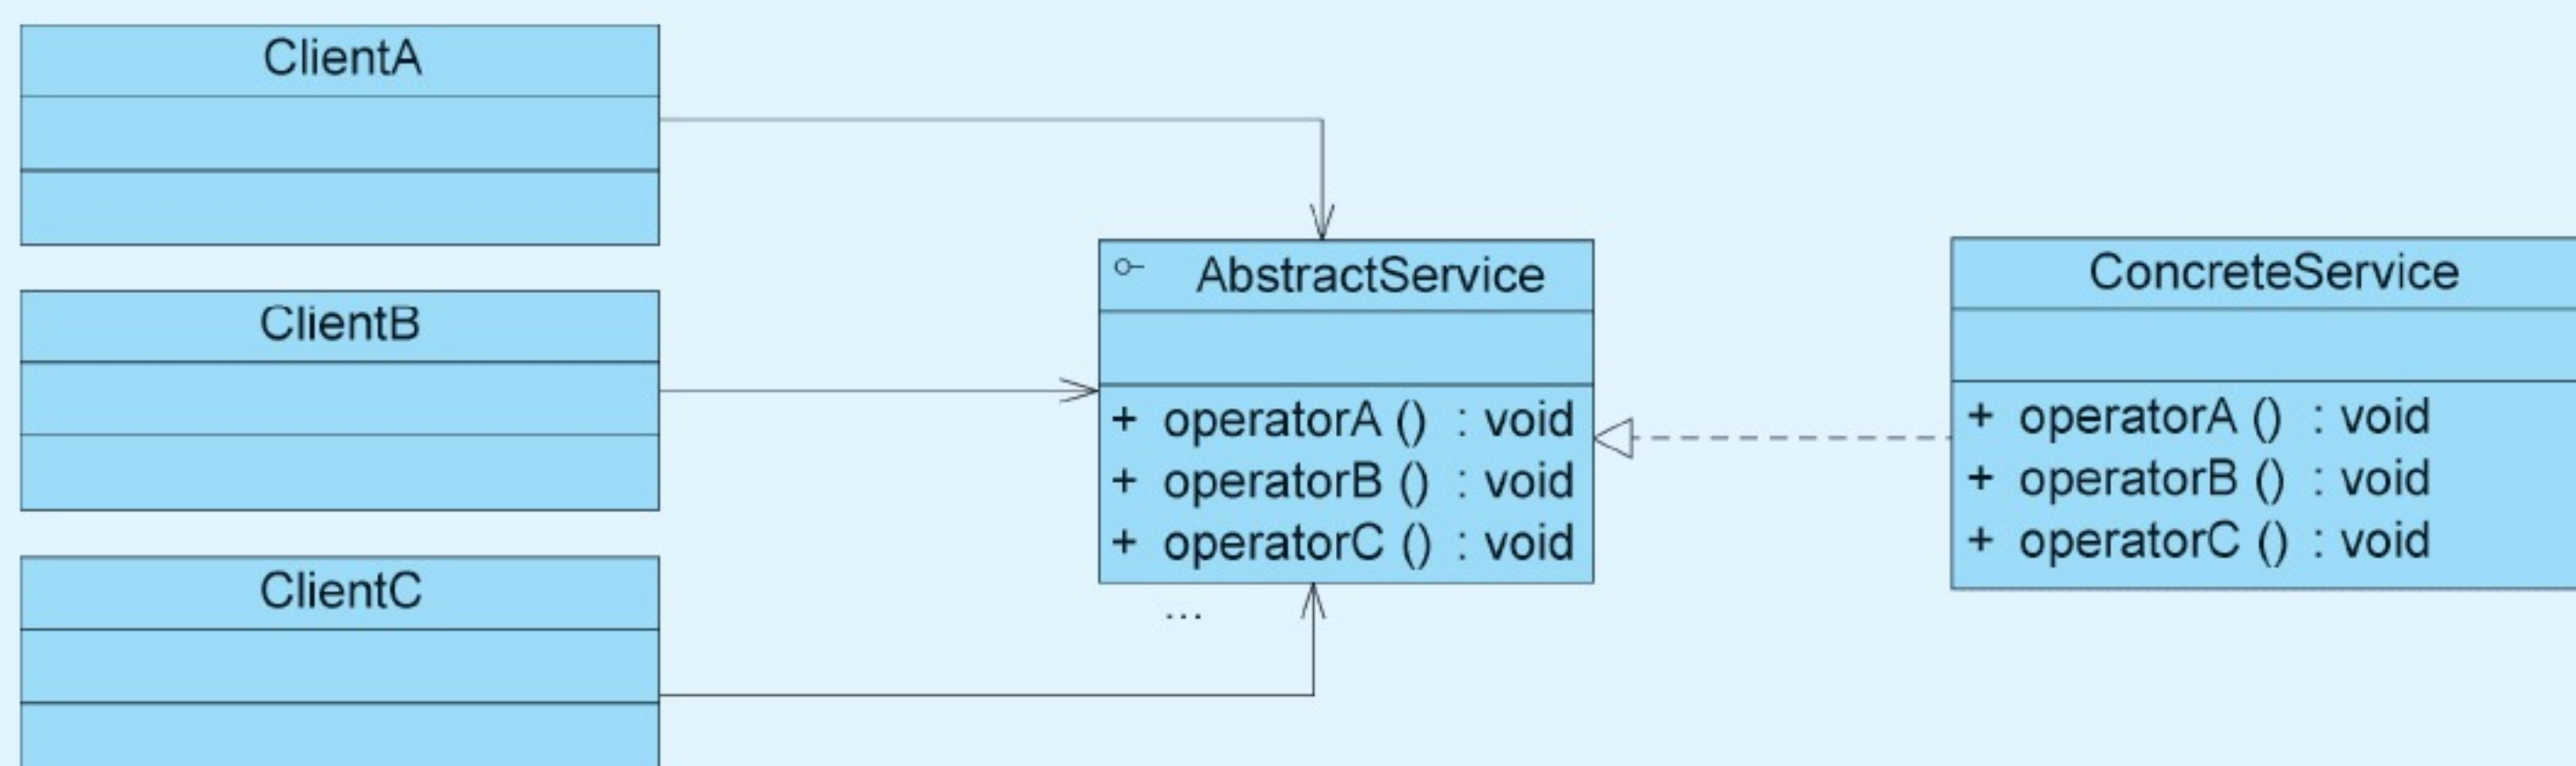 ClientA
ClientB
ClientC
AbstractService
+ operatorA () : void
+ operatorB () : void
+ operatorC () : void
...
ConcreteService
+ operatorA () : void
+ operatorB () : void
+ operatorC () : void